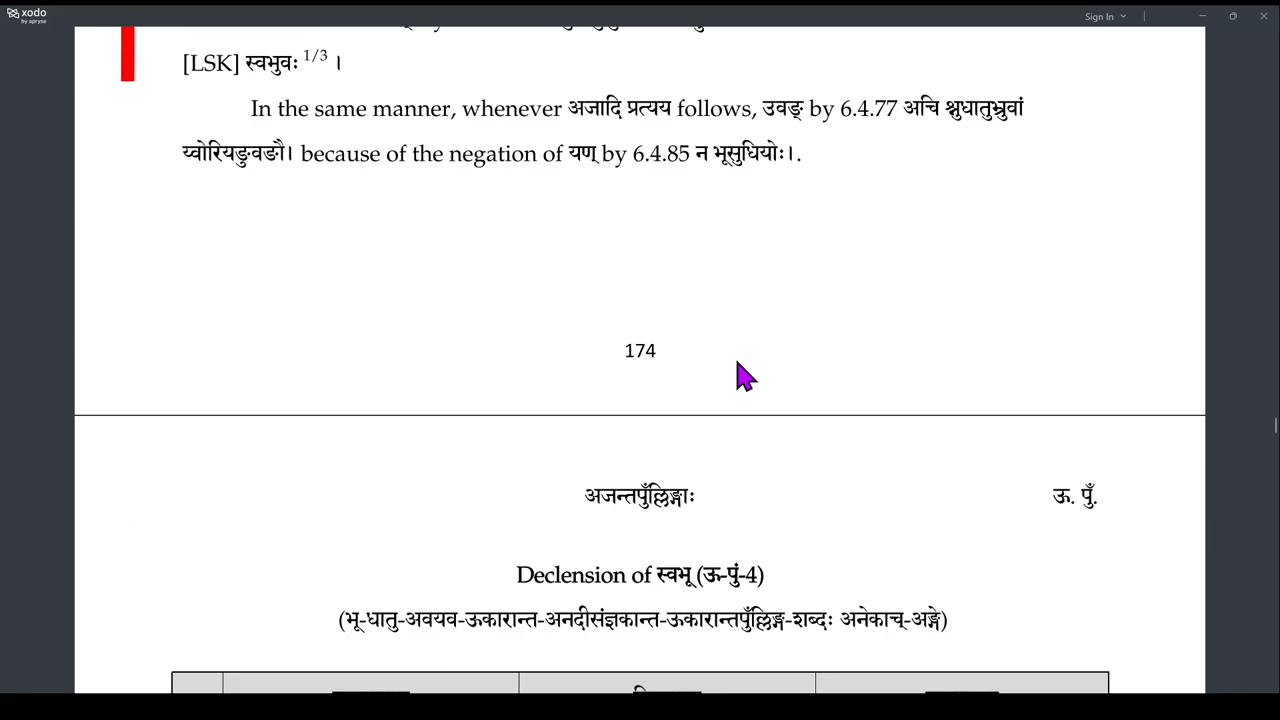 xodo
by apryse
Sign In
[LSK] स्वभुवः 1/3 ।
In the same manner, whenever अजादि प्रत्यय follows, उवङ् by 6.4.77 अचि श्नुधातुभ्रुवां
य्वोरियङुवङौ। because of the negation of यण् by 6.4.85 न भूसुधियोः।.
174
अजन्तपुँल्लिङ्गाः
ऊ. पुँ.
Declension of स्वभू (ऊ-पुं-4)
(भू-धातु-अवयव-ऊकारान्त-अनदीसंज्ञकान्त-ऊकारान्तपुँल्लिङ्ग-शब्दः अनेकाच्-अङ्गे)